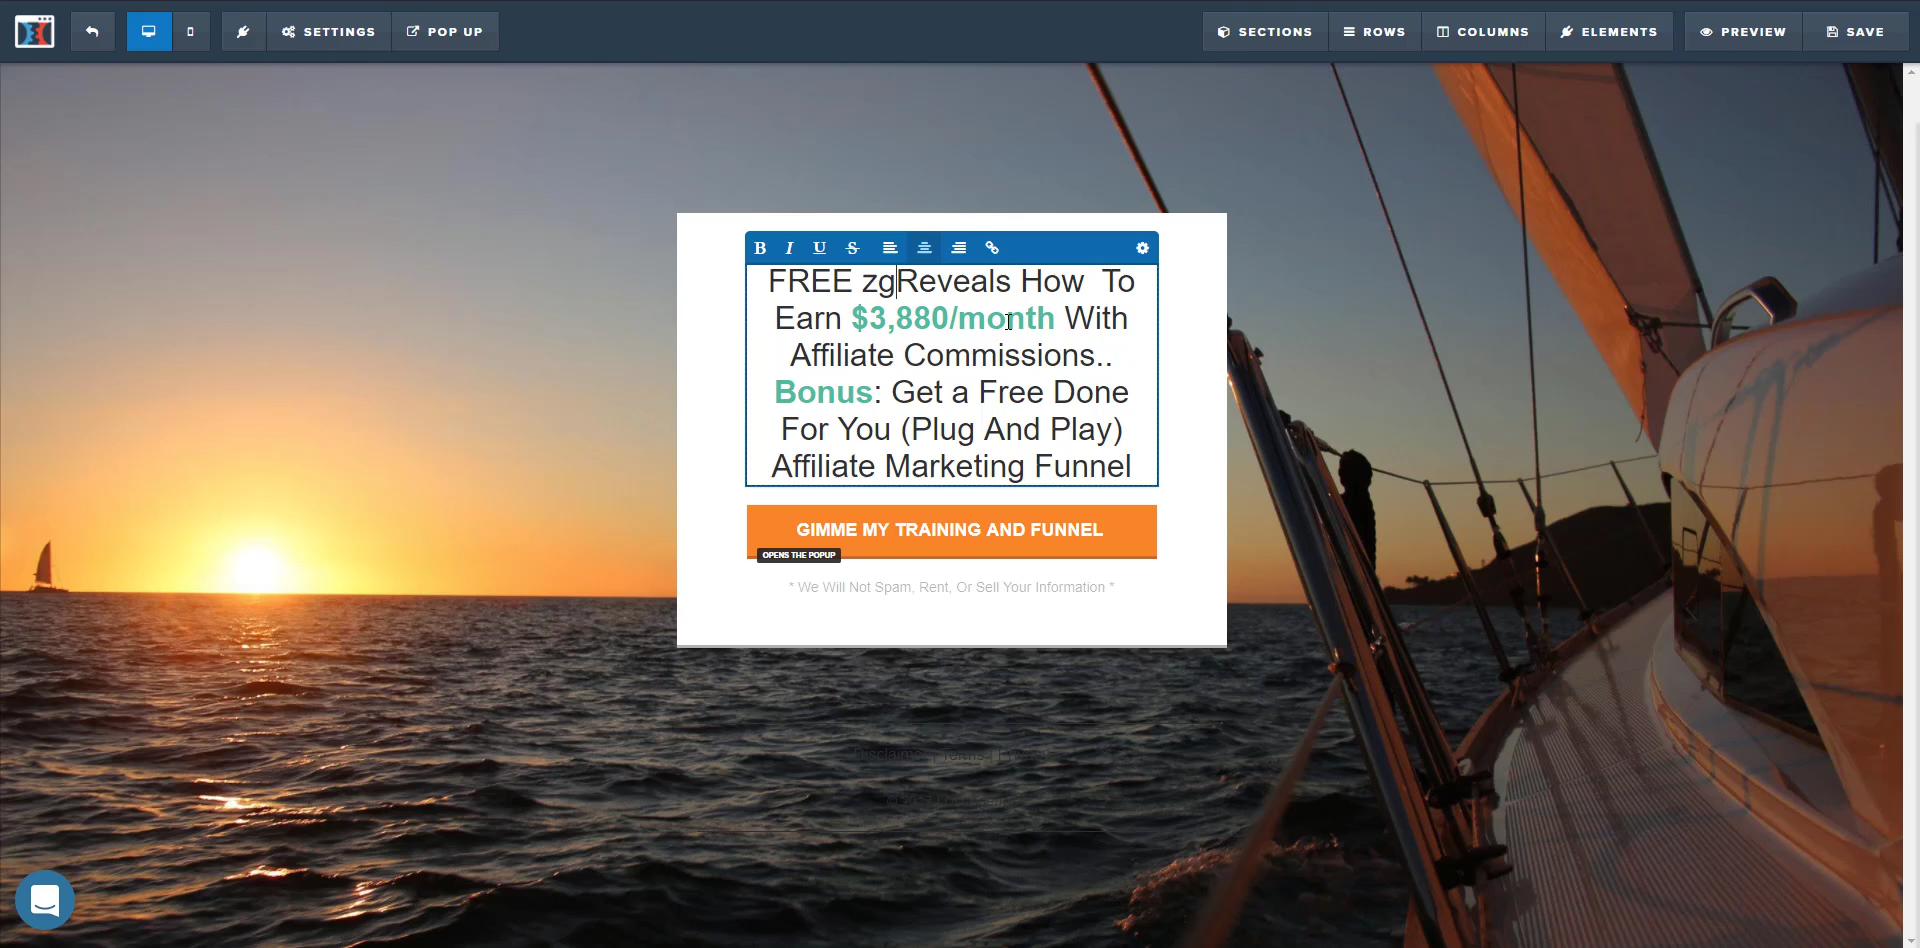 SETTINGS
POP UP
SECTIONS
ROWS
COLUMNS
ELEMENTS
PREVIEW
SAVE
B I U S
FREE zgReveals How  To
Earn $3,880/month With
Affiliate Commissions..
Bonus: Get a Free Done
For You (Plug And Play)
Affiliate Marketing Funnel
GIMME MY TRAINING AND FUNNEL
OPENS THE POPUP
* We Will Not Spam, Rent, Or Sell Your Information *